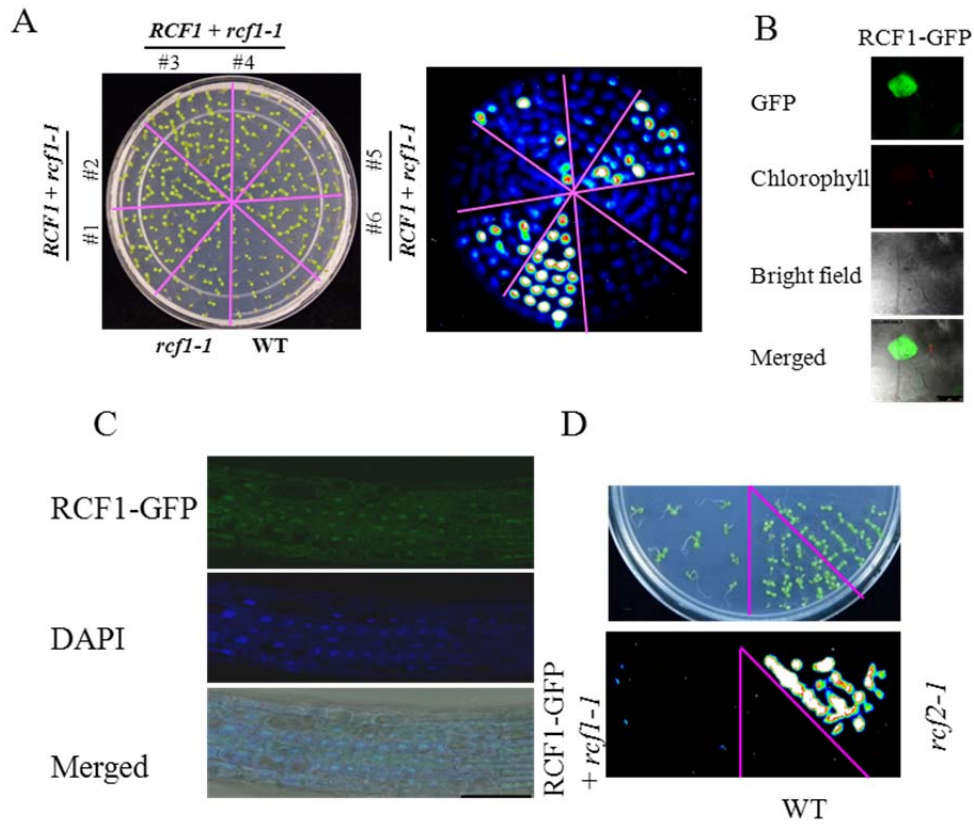 A
RCF1 + rcf1-1
#3 #4
RCF1 + rcf1-1
#2
#1
#5
#6
RCF1 + rcf1-1
rcf1-1 WT
B
RCF1-GFP
GFP
Chlorophyll
Bright field
Merged
C
RCF1-GFP
DAPI
Merged
D
RCF1-GFP
+ rcf1-1
WT
rcf2-1